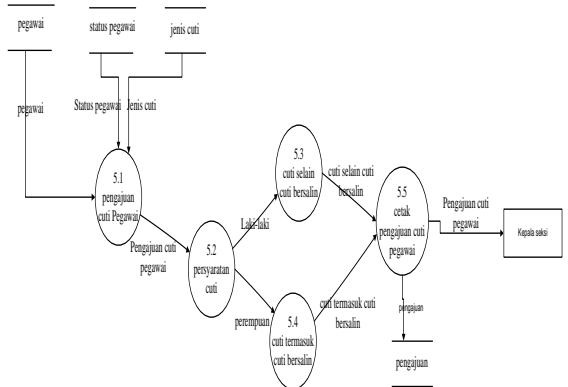 pegawai
status pegawai
jenis cuti
pegawai
Status pegawai
Jenis cuti
5.1
pengajuan
cuti Pegawai
Pengajuan cuti
pegawai
5.2
persyaratan
cuti
Laki-laki
perempuan
5.3
cuti selain
cuti bersalin
5.4
cuti termasuk
cuti bersalin
cuti selain cuti
bersalin
cuti termasuk cuti
bersalin
5.5
cetak
pengajuan cuti
pegawai
Pengajuan cuti
pegawai
Kepala seksi
pengajuan
pengajuan